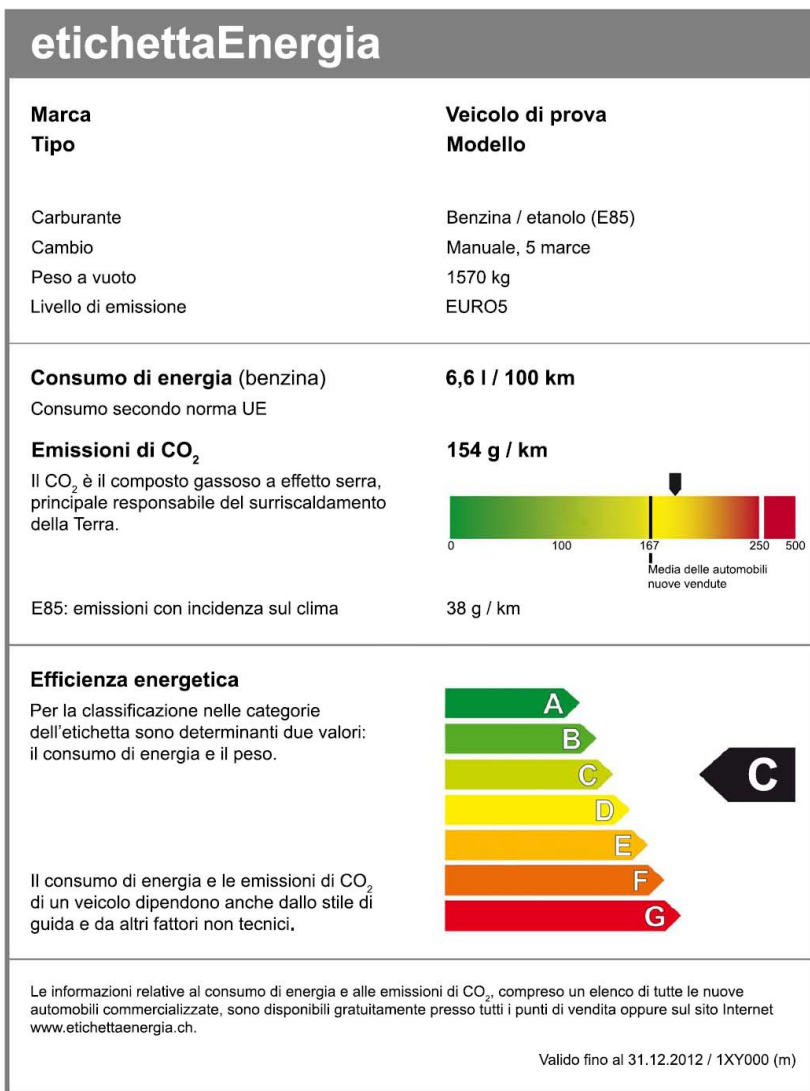 etichettaEnergia
Marca Veicolo di prova
Tipo Modello
Carburante Benzina / etanolo (E85)
Cambio Manuale, 5 marce
Peso a vuoto 1570 kg
Livello di emissione EURO5
Consumo di energia (benzina) 6,6 l / 100 km
Consumo secondo norma UE
Emissioni di CO₂ 154 g / km
Il CO₂ è il composto gassoso a effetto serra,
principale responsabile del surriscaldamento
della Terra.
0 100 167 250 500
Media delle automobili
nuove vendute
E85: emissioni con incidenza sul clima 38 g / km
Efficienza energetica
Per la classificazione nelle categorie
dell'etichetta sono determinanti due valori:
il consumo di energia e il peso.
A
B
C
D
E
F
G
C
Il consumo di energia e le emissioni di CO₂
di un veicolo dipendono anche dallo stile di
guida e da altri fattori non tecnici.
Le informazioni relative al consumo di energia e alle emissioni di CO₂, compreso un elenco di tutte le nuove
automobili commercializzate, sono disponibili gratuitamente presso tutti i punti di vendita oppure sul sito Internet
www.etichettaenergia.ch.
Valido fino al 31.12.2012 / 1XY000 (m)